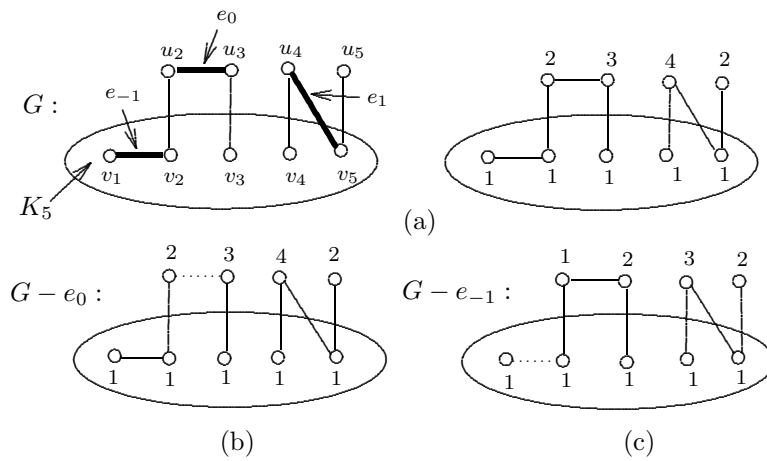 e₀
u₂ u₃ u₄ u₅
2 3 4 2
G : e₋₁ e₁
v₁ v₂ v₃ v₄ v₅
1 1 1 1 1
K₅
(a)
2 3 4 2
1 2 3 2
G − e₀ : G − e₋₁ :
1 1 1 1 1
1 1 1 1 1
(b) (c)